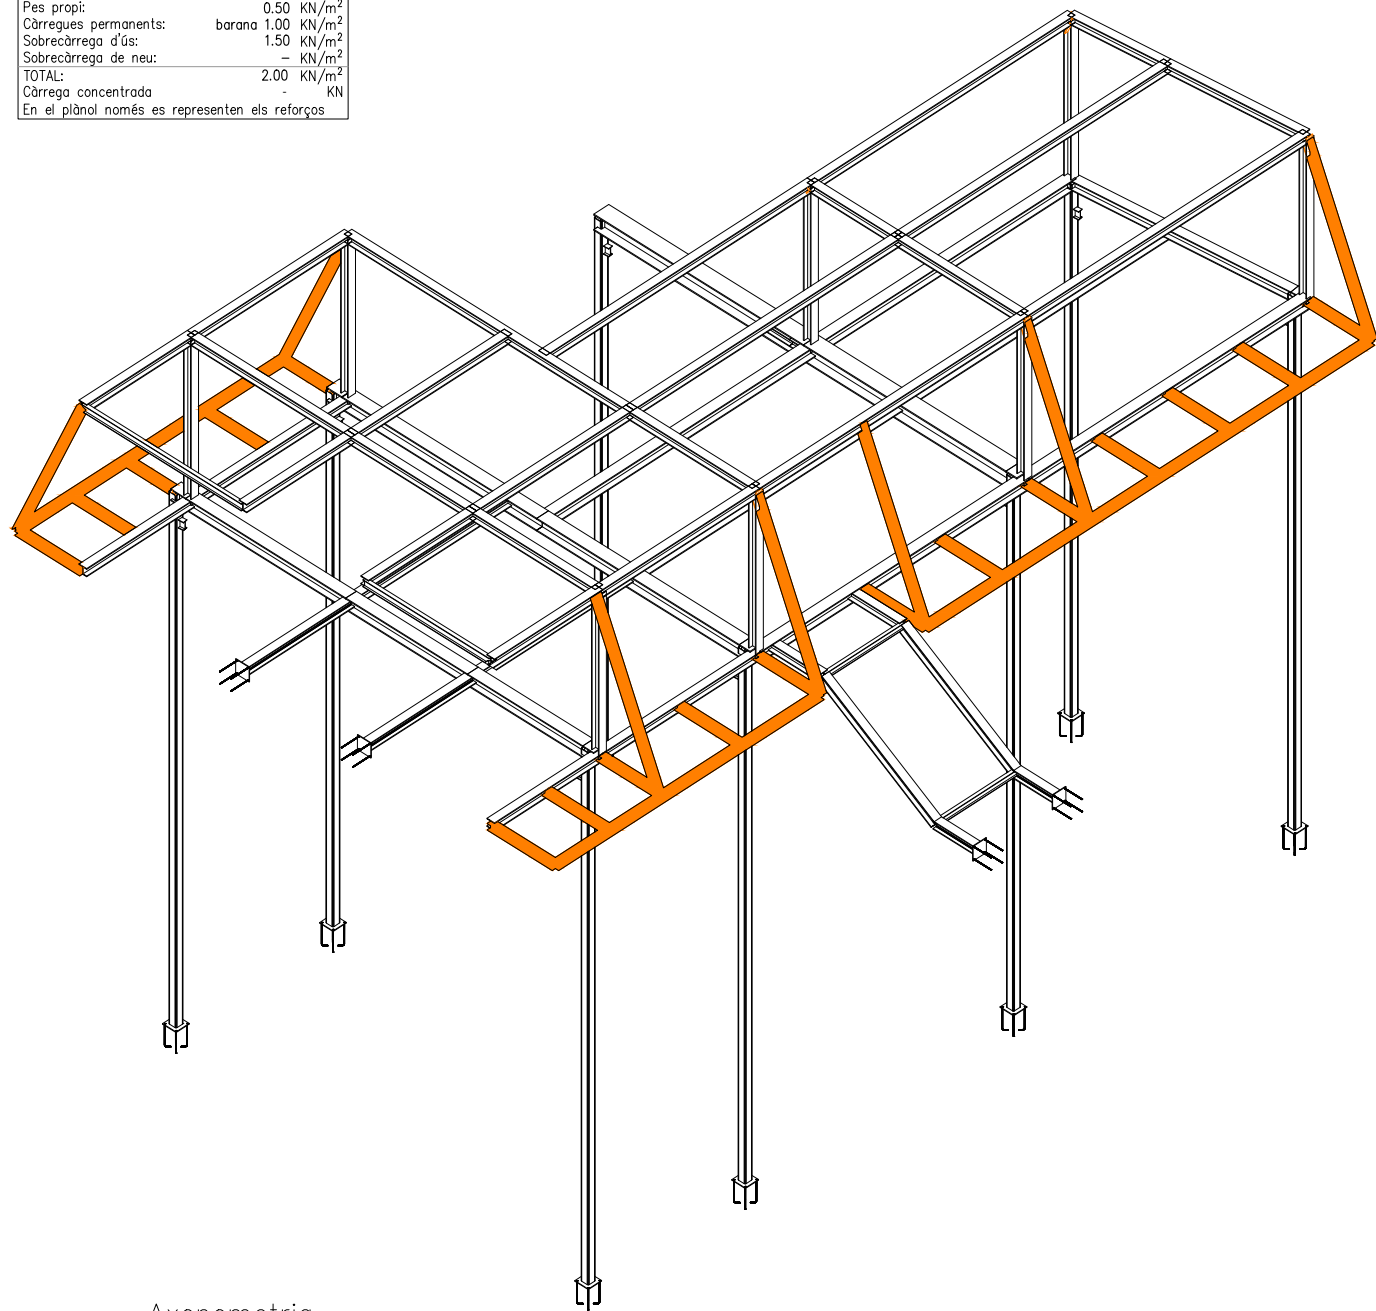 Pes propi: 0.50 KN/m²
Càrregues permanents: barana 1.00 KN/m²
Sobrecàrrega d'ús: 1.50 KN/m²
Sobrecàrrega de neu: – KN/m²
TOTAL: 2.00 KN/m²
Càrrega concentrada - KN
En el plànol només es representen els reforços
Axonometria